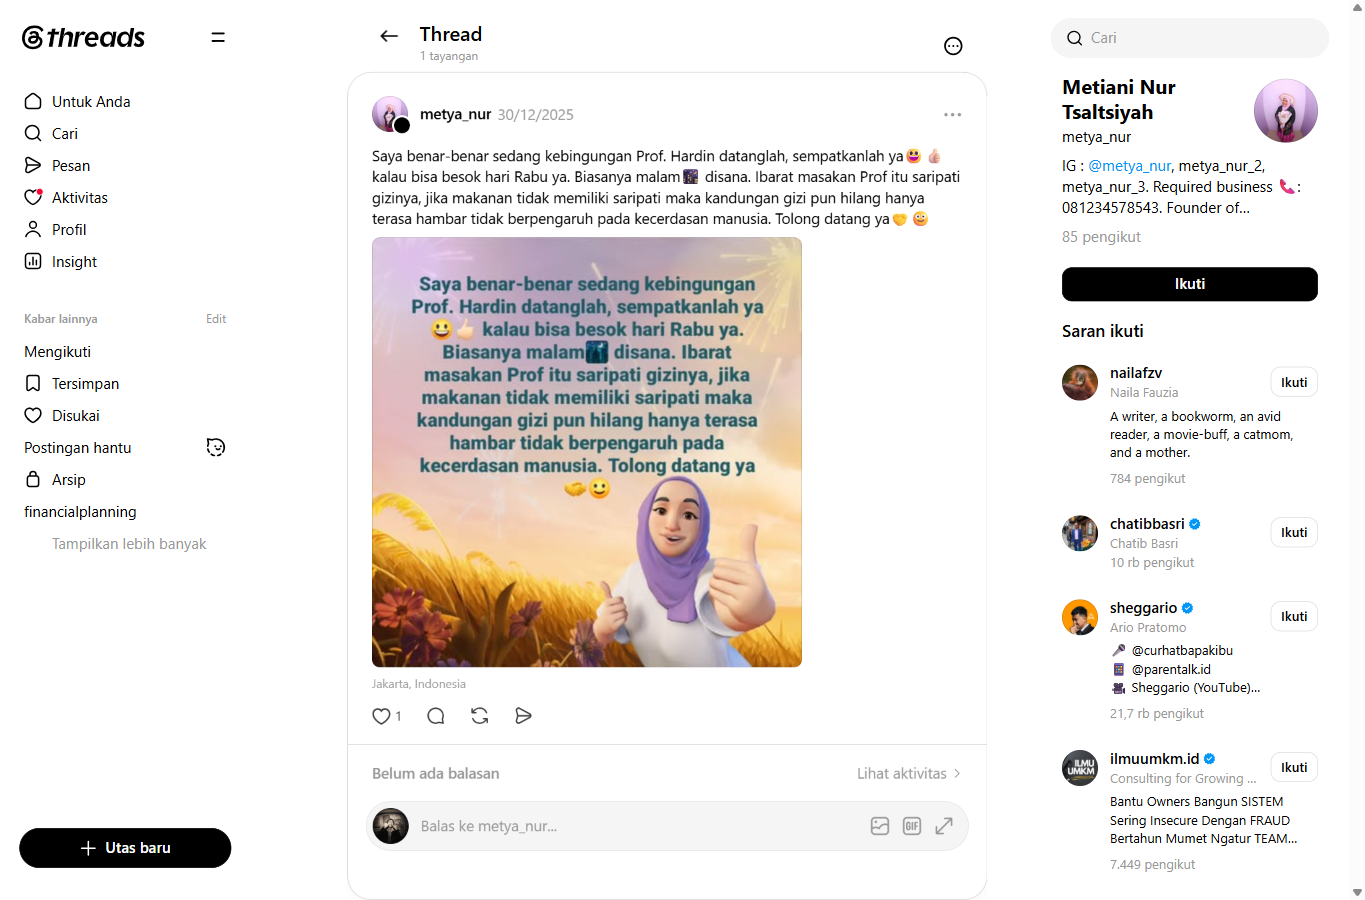 threads
Untuk Anda
Cari
Pesan
Aktivitas
Profil
Insight
Kabar lainnya
Edit
Mengikuti
Tersimpan
Disukai
Postingan hantu
Arsip
financialplanning
Tampilkan lebih banyak
Utas baru
Thread
1 tayangan
metya_nur 30/12/2025
Saya benar-benar sedang kebingungan Prof. Hardin datanglah, sempatkanlah ya😃 👍🏻
kalau bisa besok hari Rabu ya. Biasanya malam🌃 disana. Ibarat masakan Prof itu saripati
gizinya, jika makanan tidak memiliki saripati maka kandungan gizi pun hilang hanya
terasa hambar tidak berpengaruh pada kecerdasan manusia. Tolong datang ya🤝 🙂
Saya benar-benar sedang kebingungan
Prof. Hardin datanglah, sempatkanlah ya
😃👍🏻 kalau bisa besok hari Rabu ya.
Biasanya malam🌃 disana. Ibarat
masakan Prof itu saripati gizinya, jika
makanan tidak memiliki saripati maka
kandungan gizi pun hilang hanya terasa
hambar tidak berpengaruh pada
kecerdasan manusia. Tolong datang ya
🤝🙂
Jakarta, Indonesia
1
Belum ada balasan
Lihat aktivitas
Balas ke metya_nur...
GIF
Cari
Metiani Nur
Tsaltsiyah
metya_nur
IG : @metya_nur, metya_nur_2,
metya_nur_3. Required business 📞:
081234578543. Founder of...
85 pengikut
Ikuti
Saran ikuti
nailafzv
Naila Fauzia
Ikuti
A writer, a bookworm, an avid
reader, a movie-buff, a catmom,
and a mother.
784 pengikut
chatibbasri
Chatib Basri
Ikuti
10 rb pengikut
sheggario
Ario Pratomo
Ikuti
🎤 @curhatbapakibu
📓 @parentalk.id
🎥 Sheggario (YouTube)...
21,7 rb pengikut
ILMU
UMKM
ilmuumkm.id
Consulting for Growing ...
Ikuti
Bantu Owners Bangun SISTEM
Sering Insecure Dengan FRAUD
Bertahan Mumet Ngatur TEAM...
7.449 pengikut